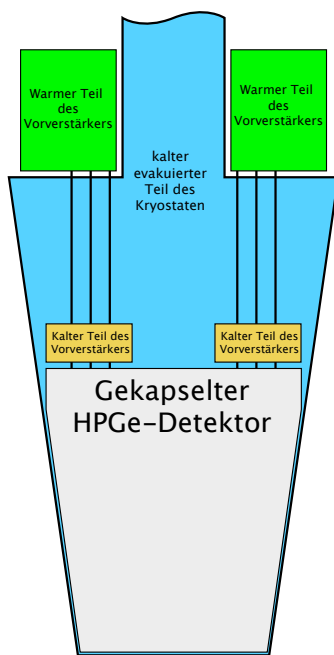 Warmer Teil
des
Vorverstärkers
Warmer Teil
des
Vorverstärkers
kalter
evakuierter
Teil des
Kryostaten
Kalter Teil des
Vorverstärkers
Kalter Teil des
Vorverstärkers
Gekapselter
HPGe-Detektor